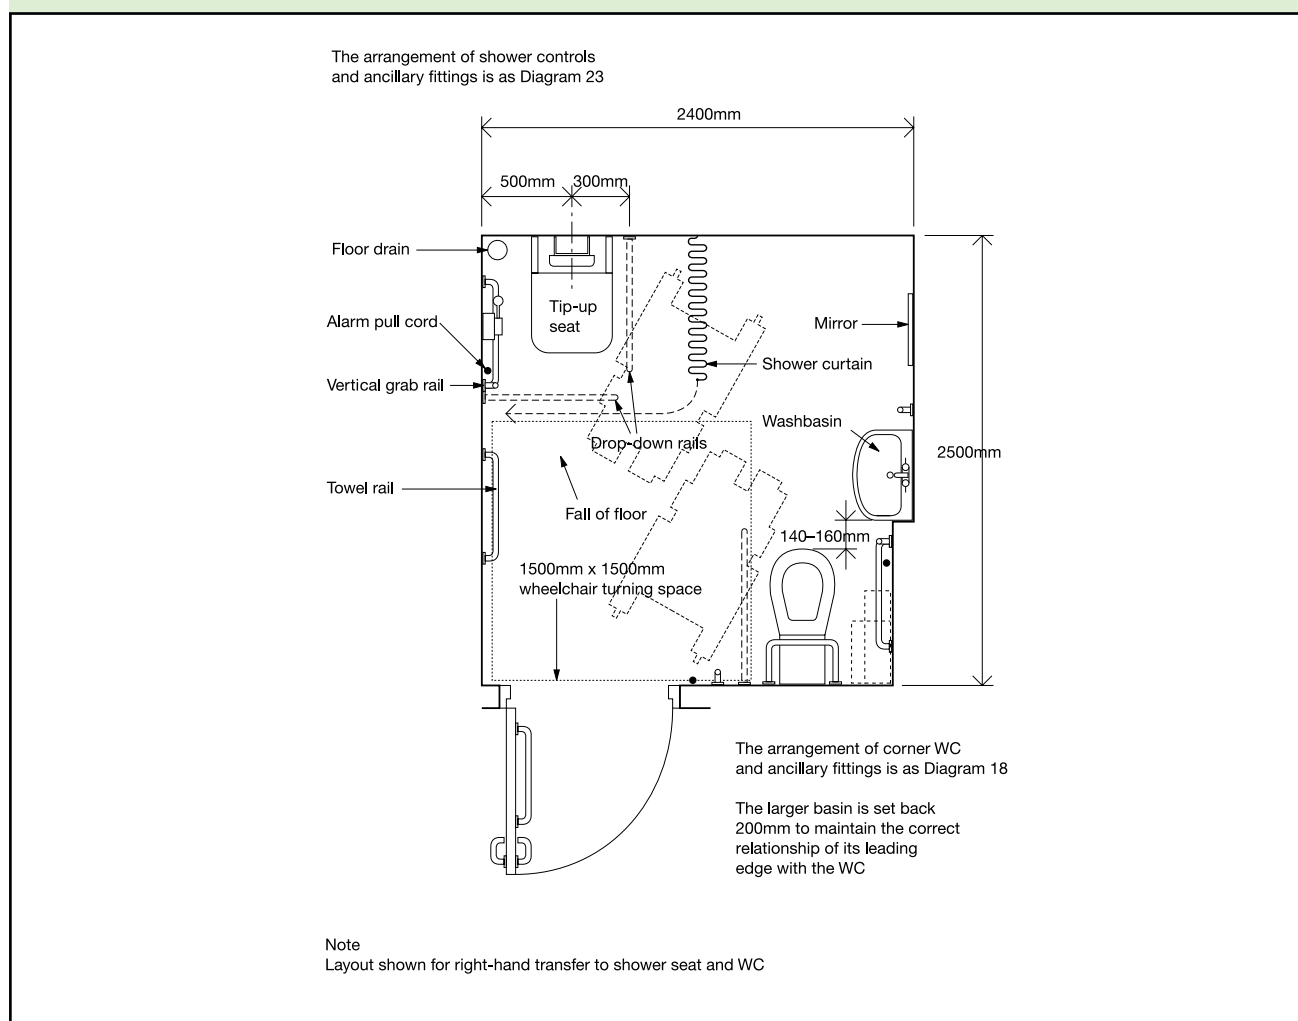 The arrangement of shower controls
and ancillary fittings is as Diagram 23
2400mm
500mm
300mm
Floor drain
Tip-up
seat
Alarm pull cord
Mirror
Shower curtain
Vertical grab rail
Washbasin
Drop-down rails
2500mm
Towel rail
Fall of floor
140–160mm
1500mm x 1500mm
wheelchair turning space
The arrangement of corner WC
and ancillary fittings is as Diagram 18
The larger basin is set back
200mm to maintain the correct
relationship of its leading
edge with the WC
Note
Layout shown for right-hand transfer to shower seat and WC